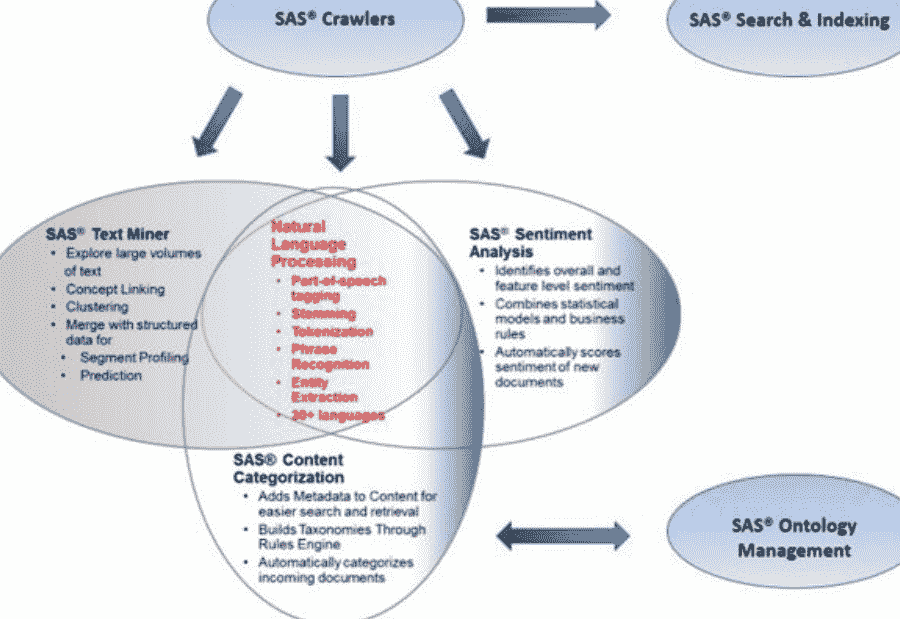 SAS® Crawlers
SAS® Search & Indexing
SAS® Text Miner
• Explore large volumes
of text
• Concept Linking
• Clustering
• Merge with structured
data for
• Segment Profiling
• Prediction
Natural
Language
Processing
• Part-of-speech
tagging
• Stemming
• Tokenization
• Phrase
Recognition
• Entity
Extraction
• 30+ languages
SAS® Sentiment
Analysis
• Identifies overall and
feature level sentiment
• Combines statistical
models and business
rules
• Automatically scores
sentiment of new
documents
SAS® Content
Categorization
• Adds Metadata to Content for
easier search and retrieval
• Builds Taxonomies Through
Rules Engine
• Automatically categorizes
incoming documents
SAS® Ontology
Management